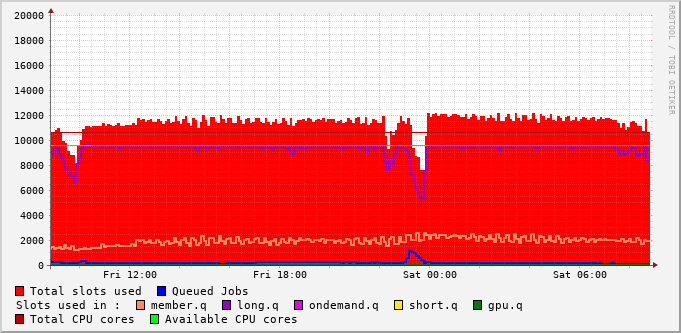 RRDTOOL / TOBI OETIKER
20000
18000
16000
14000
12000
10000
8000
6000
4000
2000
0
Fri 12:00 Fri 18:00 Sat 00:00 Sat 06:00
Total slots used Queued Jobs
Slots used in : member.q long.q ondemand.q short.q gpu.q
Total CPU cores Available CPU cores